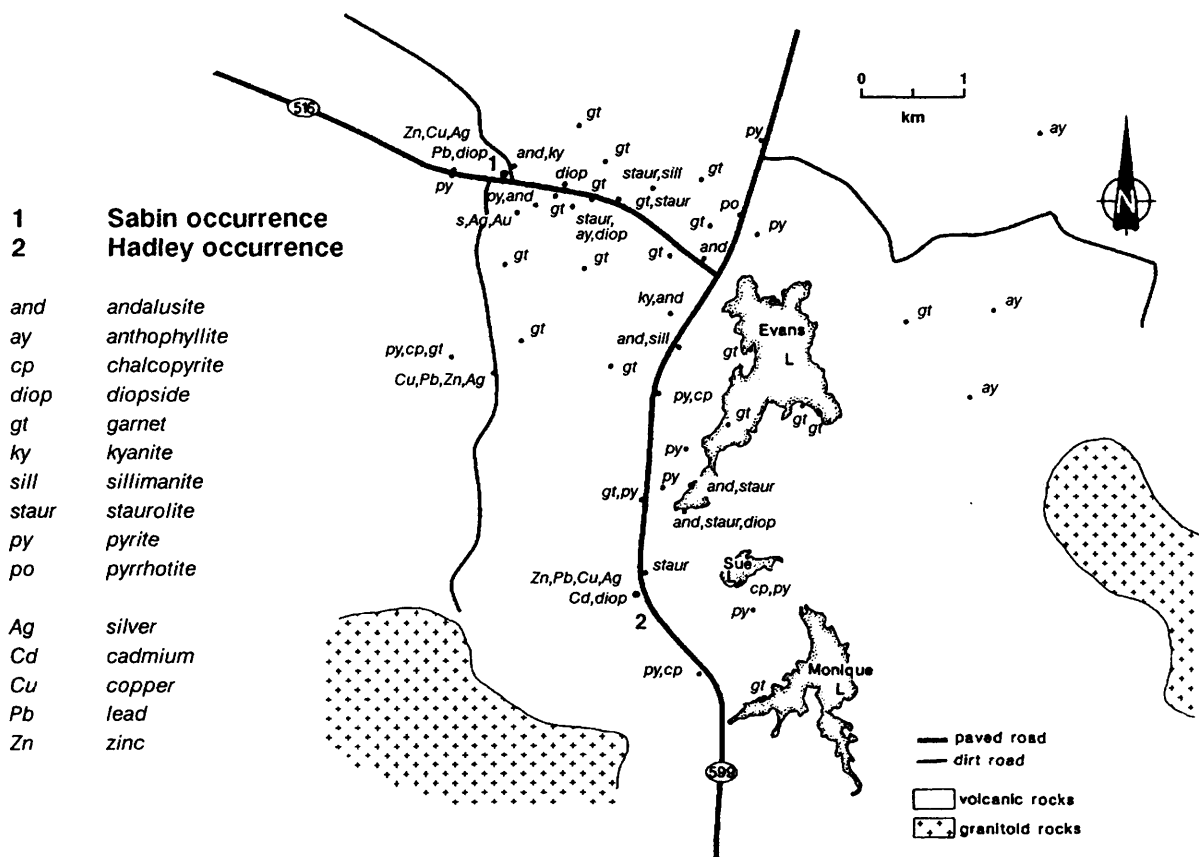 1 Sabin occurrence
2 Hadley occurrence
and andalusite
ay anthophyllite
cp chalcopyrite
diop diopside
gt garnet
ky kyanite
sill sillimanite
staur staurolite
py pyrite
po pyrrhotite
Ag silver
Cd cadmium
Cu copper
Pb lead
Zn zinc
516
0 1
km
N
gt
Zn,Cu,Ag
Pb,diop
1
and,ky
py
py
ay
gt
diop
staur,sill
gt
gt
gt,staur
py,and
s,Ag,Au
gt
staur,
ay,diop
po
gt
py
gt
gt
gt
and
ky,and
Evans
L
gt
ay
gt
and,sill
gt
py,cp,gt
Cu,Pb,Zn,Ag
gt
py,cp
ay
gt
gt
gt
py
py
gt,py
and,staur
and,staur,diop
staur
Sue
L
cp,py
Zn,Pb,Cu,Ag
Cd,diop
2
py
py,cp
gt
Monique
L
599
paved road
dirt road
volcanic rocks
granitoid rocks